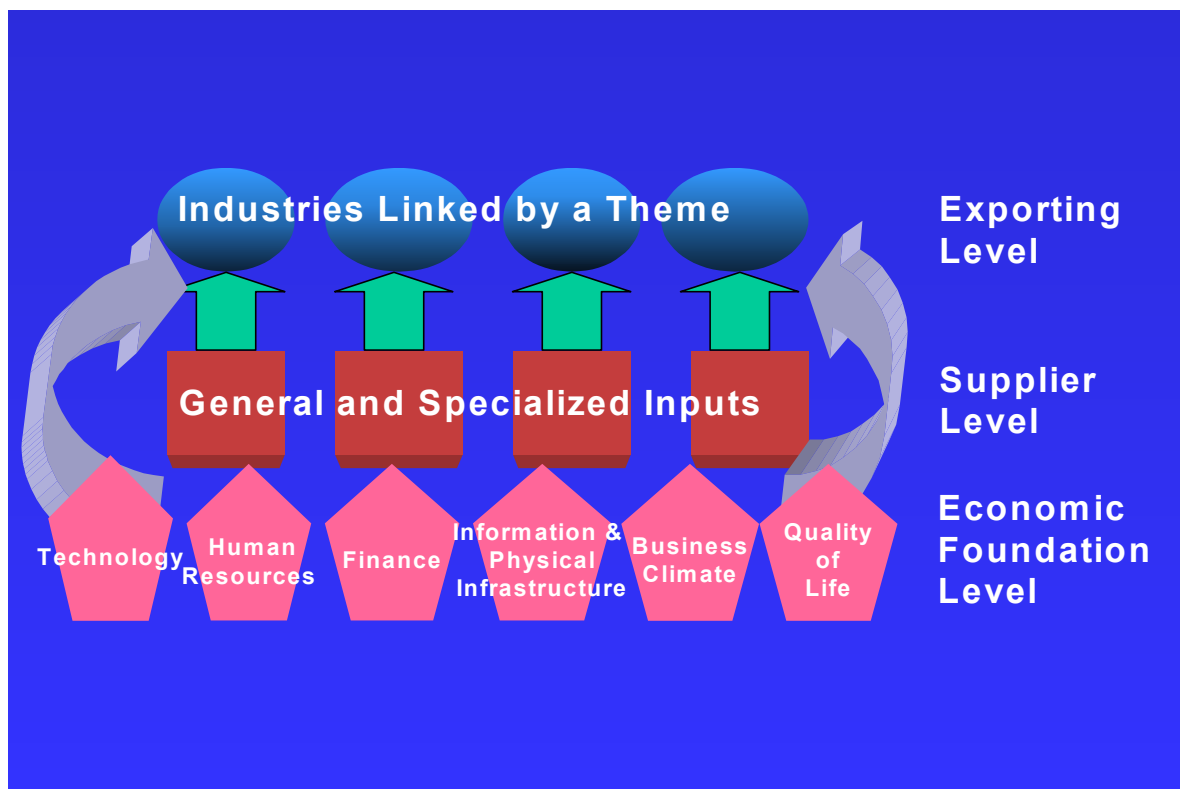 Industries Linked by a Theme
Exporting
Level
General and Specialized Inputs
Supplier
Level
Technology
Human
Resources
Finance
Information &
Physical
Infrastructure
Business
Climate
Quality
of
Life
Economic
Foundation
Level